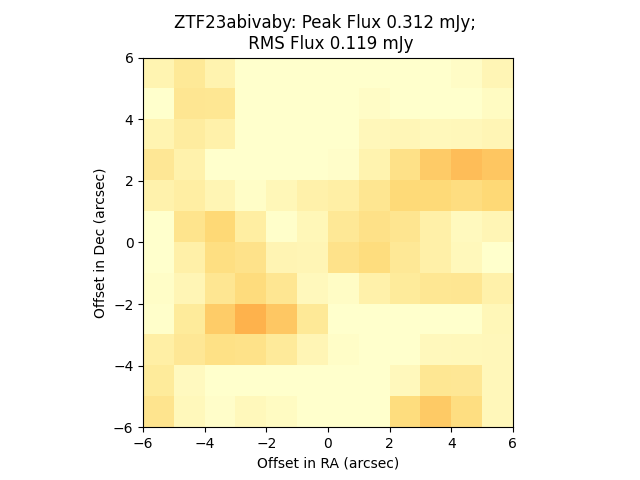 ZTF23abivaby: Peak Flux 0.312 mJy;
RMS Flux 0.119 mJy
6
4
2
0
−2
−4
−6
Offset in Dec (arcsec)
−6 −4 −2 0 2 4 6
Offset in RA (arcsec)